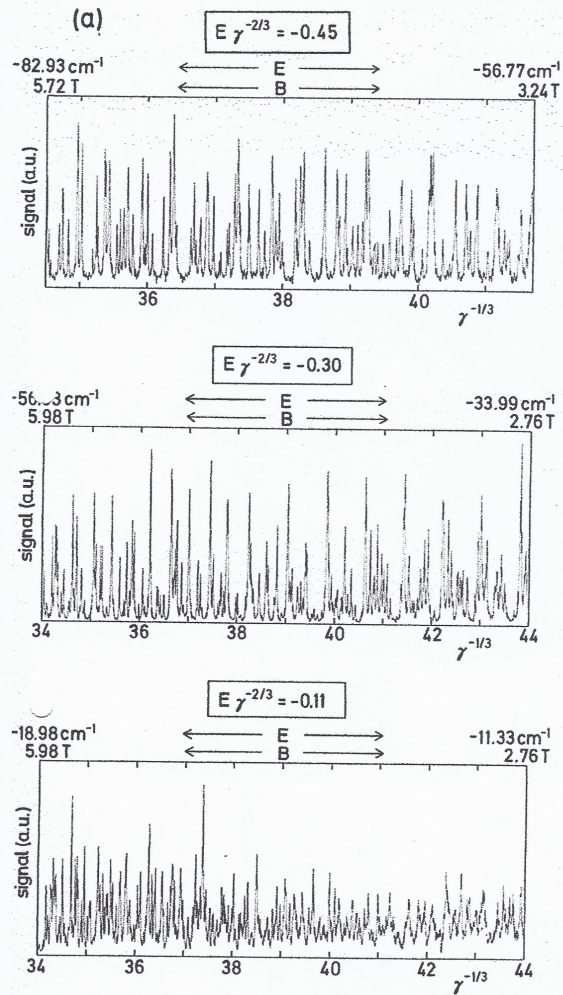 (a)
E γ⁻²/³ = -0.45
-82.93 cm⁻¹ E -56.77 cm⁻¹
5.72 T B 3.24 T
signal (a.u.)
36 38 40 γ⁻¹/³
E γ⁻²/³ = -0.30
E -33.99 cm⁻¹
5.98 T B 2.76 T
signal (a.u.)
34 36 38 40 42 44
γ⁻¹/³
E γ⁻²/³ = -0.11
-18.98 cm⁻¹ E -11.33 cm⁻¹
5.98 T B 2.76 T
signal (a.u.)
34 36 38 40 42 44
γ⁻¹/³